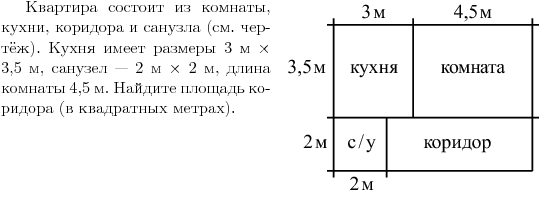 Квартира состоит из комнаты,
кухни, коридора и санузла (см. чер-
тёж). Кухня имеет размеры 3 м ×
3,5 м, санузел — 2 м × 2 м, длина
комнаты 4,5 м. Найдите площадь ко-
ридора (в квадратных метрах).
3 м 4,5 м
3,5 м кухня комната
2 м с/у коридор
2 м